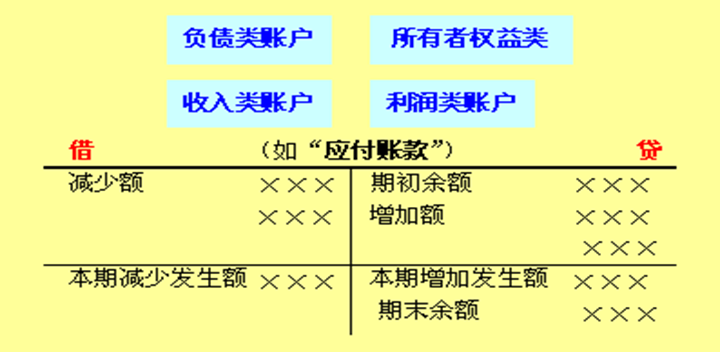 负债类账户 所有者权益类
收入类账户 利润类账户
借 （如“应付账款”） 贷
减少额 ××× 期初余额 ×××
××× 增加额 ×××
×××
本期减少发生额 ××× 本期增加发生额 ×××
期末余额 ×××